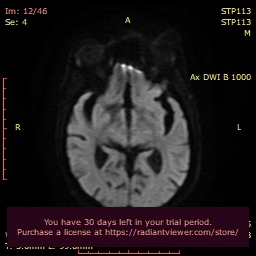 Im: 12/46
Se: 4
A
STP113
STP113
M
Ax DWI B 1000
R
L
You have 30 days left in your trial period.
Purchase a license at https://radiantviewer.com/store/